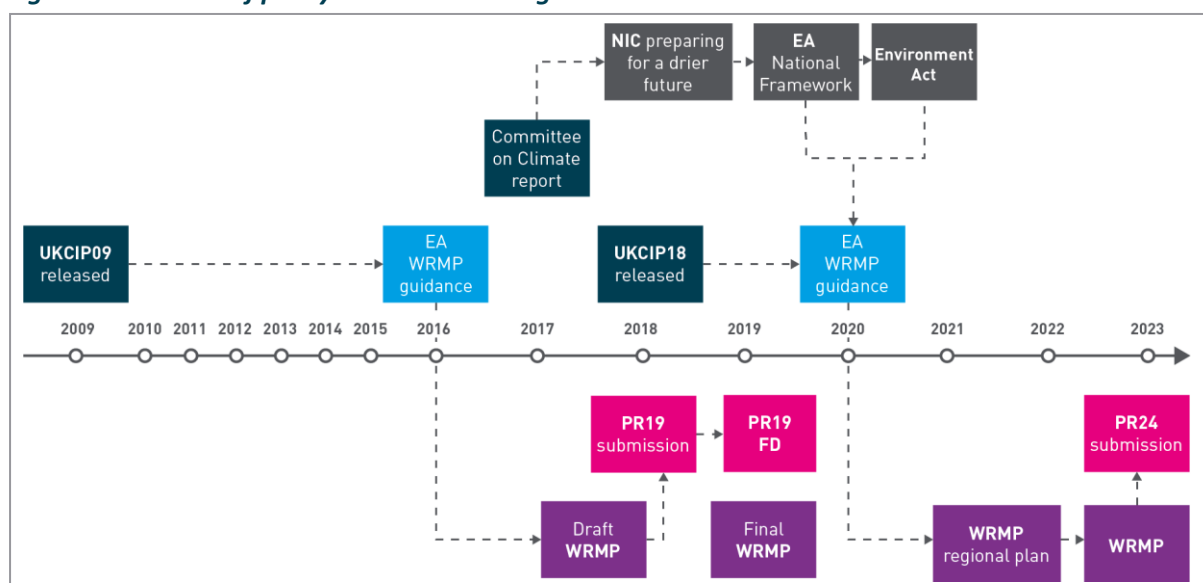 NIC preparing
for a drier
future
EA
National
Framework
Environment
Act
Committee
on Climate
report
UKCIP09
released
EA
WRMP
guidance
UKCIP18
released
EA
WRMP
guidance
2009 2010 2011 2012 2013 2014 2015 2016 2017 2018 2019 2020 2021 2022 2023
PR19
submission
PR19
FD
PR24
submission
Draft
WRMP
Final
WRMP
WRMP
regional plan
WRMP